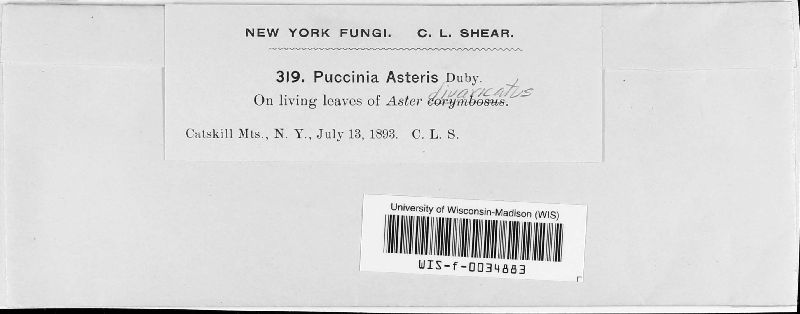 NEW YORK FUNGI. C. L. SHEAR.
319. Puccinia Asteris Duby.
divaricatus
On living leaves of Aster corymbosus.
Catskill Mts., N. Y., July 13, 1893. C. L. S.
University of Wisconsin-Madison (WIS)
WIS-f-0034883